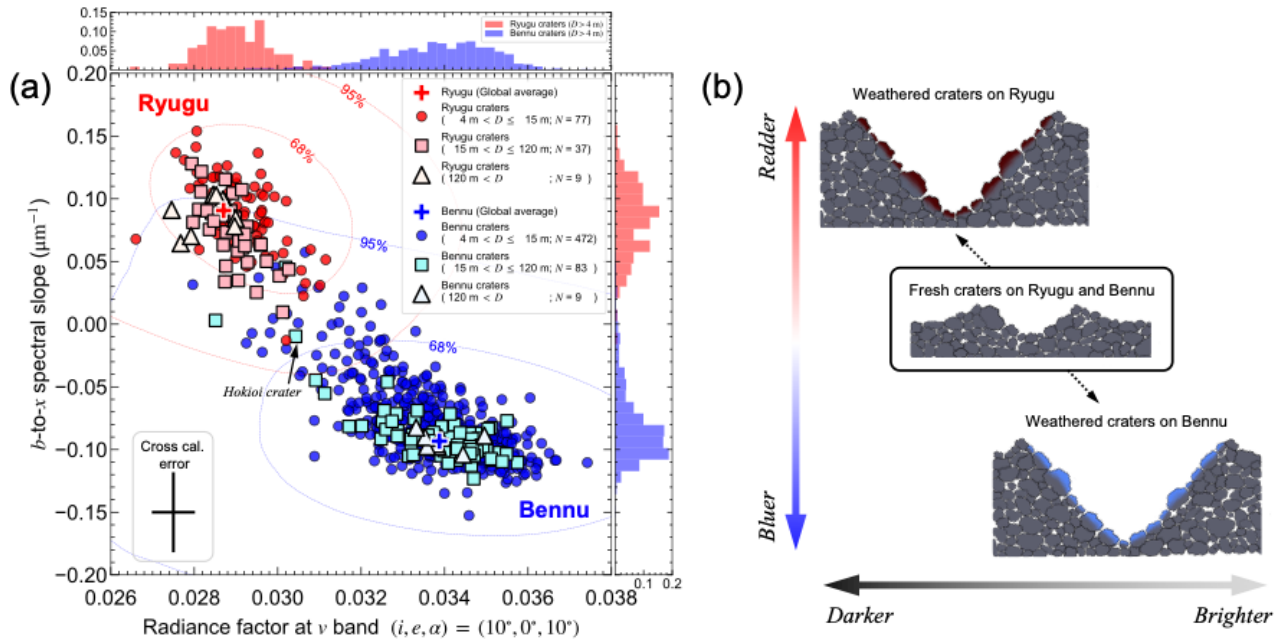 0.15
0.10
0.05
Ryugu craters (D > 4 m)
Bennu craters (D > 4 m)
(a)
0.20
0.15
0.10
0.05
0.00
−0.05
−0.10
−0.15
−0.20
b-to-x spectral slope (μm⁻¹)
Ryugu
95%
68%
95%
68%
Ryugu (Global average)
Ryugu craters
( 4 m < D ≤ 15 m; N = 77)
Ryugu craters
( 15 m < D ≤ 120 m; N = 37)
Ryugu craters
( 120 m < D ; N = 9 )
Bennu (Global average)
Bennu craters
( 4 m < D ≤ 15 m; N = 472)
Bennu craters
( 15 m < D ≤ 120 m; N = 83 )
Bennu craters
( 120 m < D ; N = 9 )
Hokioi crater
Cross cal.
error
Bennu
0.026 0.028 0.030 0.032 0.034 0.036 0.038
0.1 0.2
Radiance factor at v band (i, e, α) = (10°, 0°, 10°)
(b)
Redder
Bluer
Weathered craters on Ryugu
Fresh craters on Ryugu and Bennu
Weathered craters on Bennu
Darker
Brighter